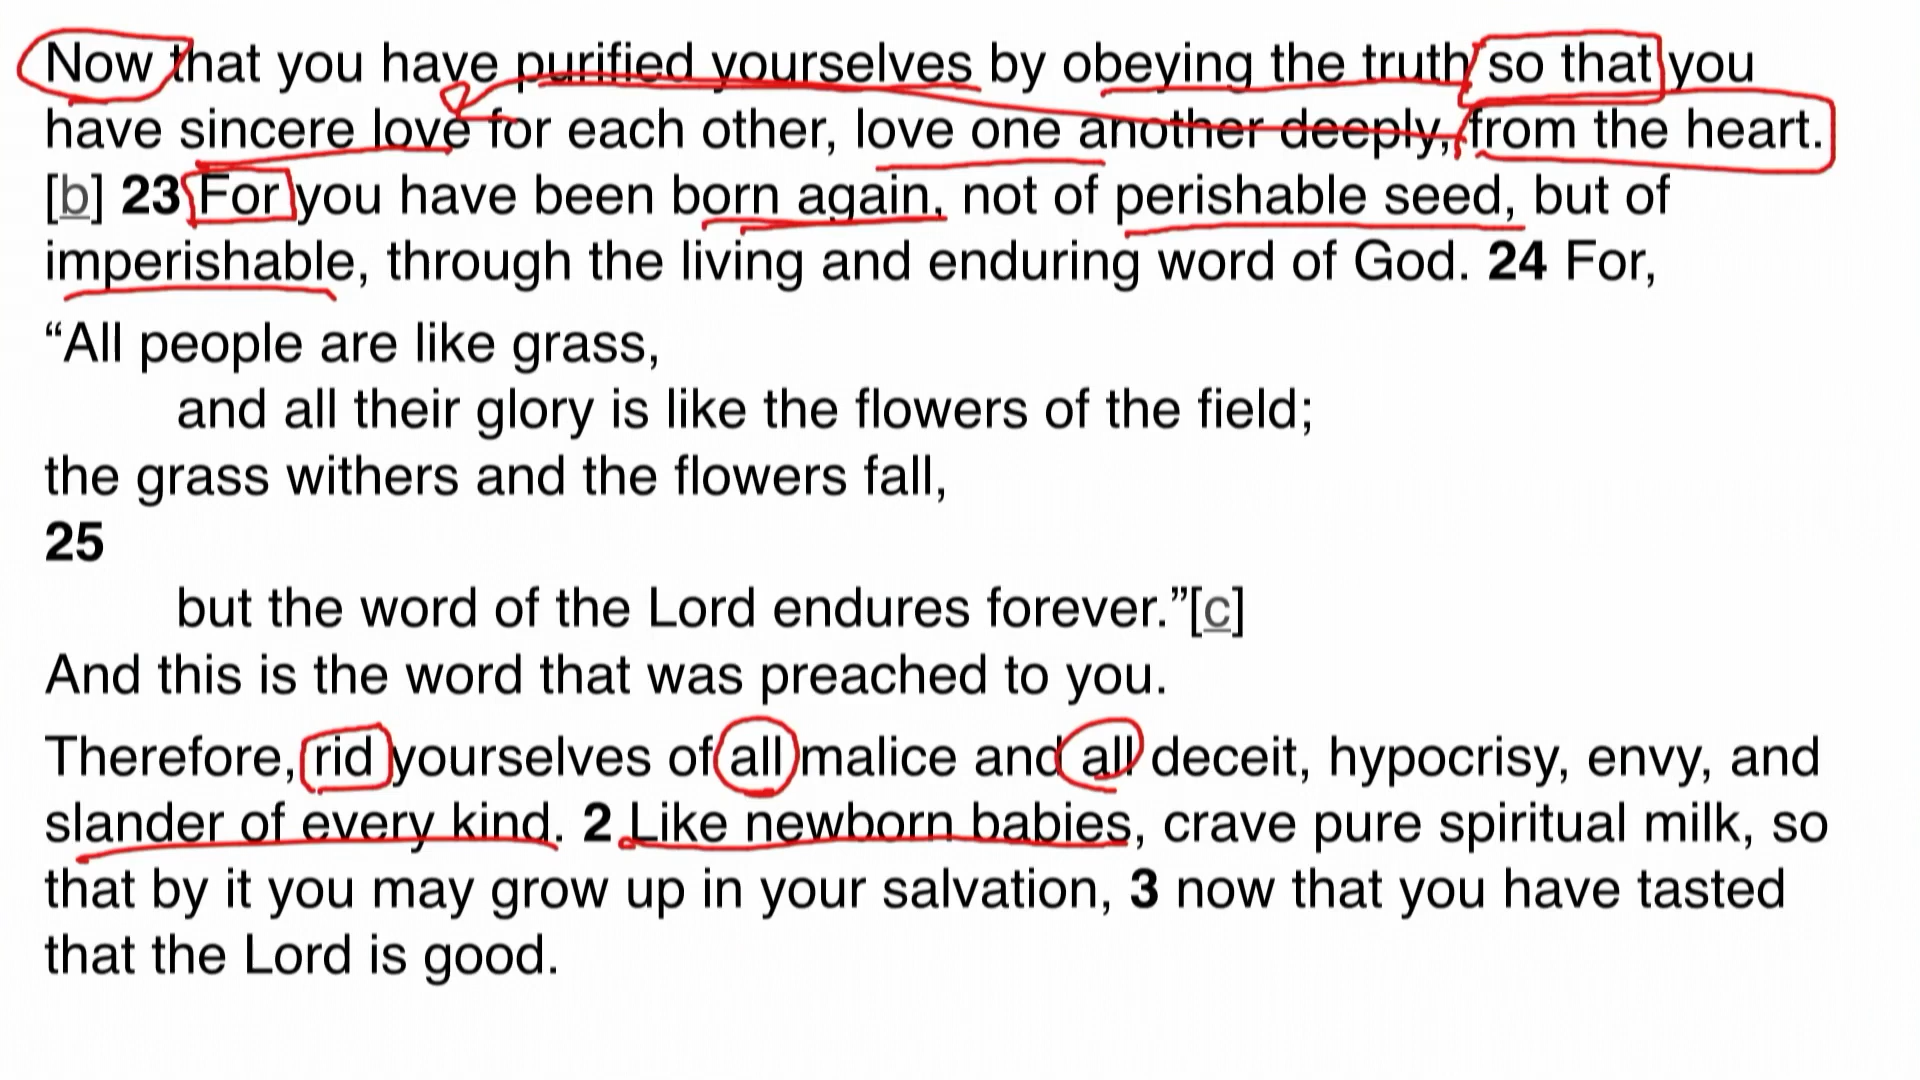 Now that you have purified yourselves by obeying the truth so that you
have sincere love for each other, love one another deeply, from the heart.
[b] 23 For you have been born again, not of perishable seed, but of
imperishable, through the living and enduring word of God. 24 For,
“All people are like grass,
and all their glory is like the flowers of the field;
the grass withers and the flowers fall,
25
but the word of the Lord endures forever.”[c]
And this is the word that was preached to you.
Therefore, rid yourselves of all malice and all deceit, hypocrisy, envy, and
slander of every kind. 2 Like newborn babies, crave pure spiritual milk, so
that by it you may grow up in your salvation, 3 now that you have tasted
that the Lord is good.